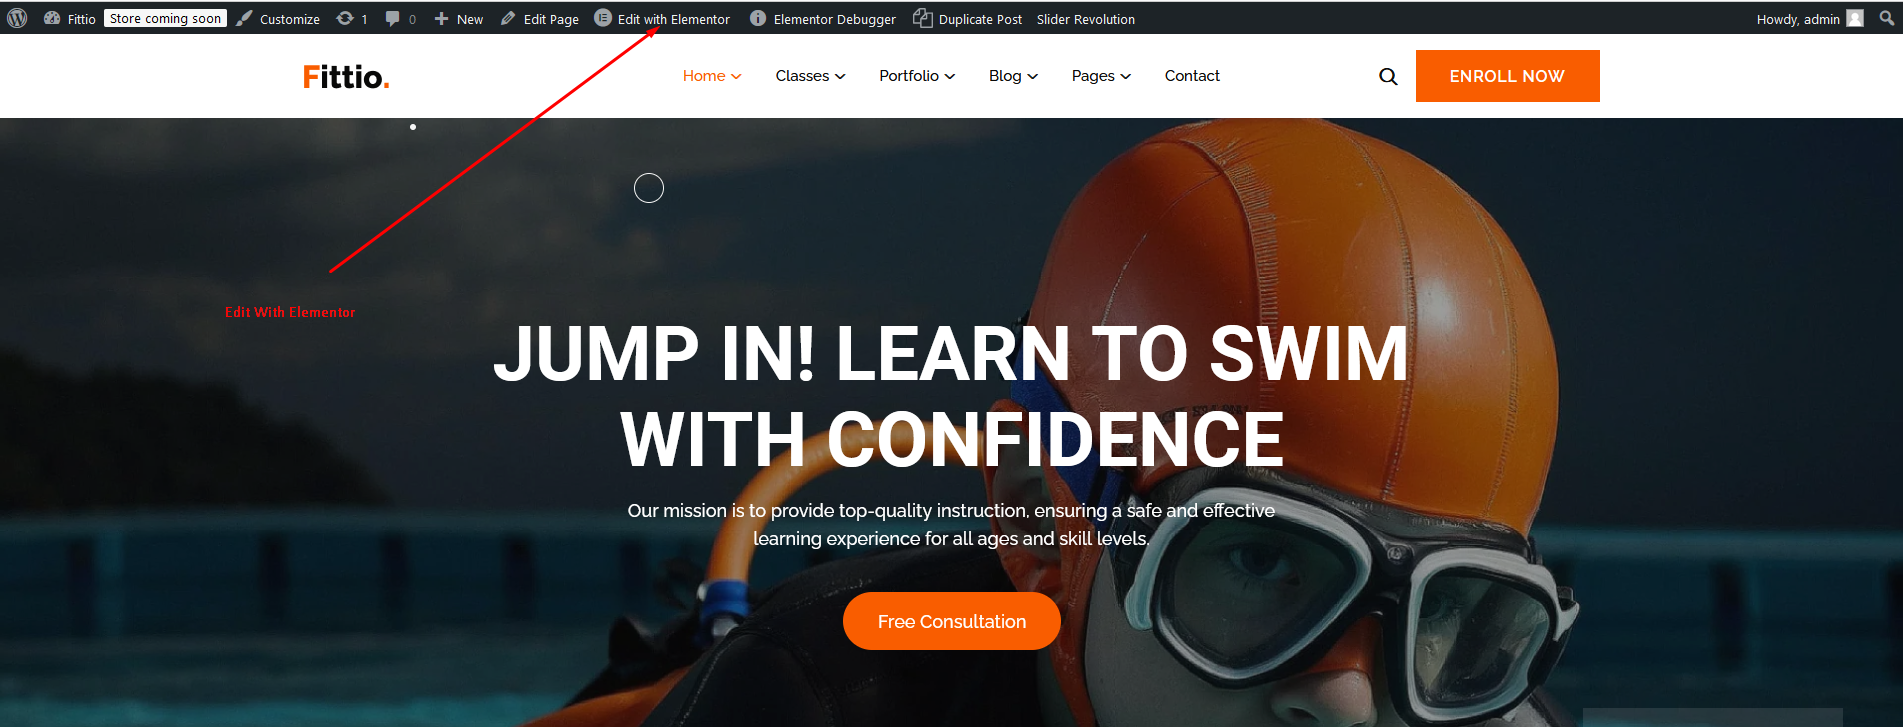 Fittio Store coming soon Customize 1 0 New Edit Page Edit with Elementor Elementor Debugger Duplicate Post Slider Revolution Howdy, admin
Fittio. Home Classes Portfolio Blog Pages Contact ENROLL NOW
Edit With Elementor
JUMP IN! LEARN TO SWIM
WITH CONFIDENCE
Our mission is to provide top-quality instruction, ensuring a safe and effective
learning experience for all ages and skill levels.
Free Consultation